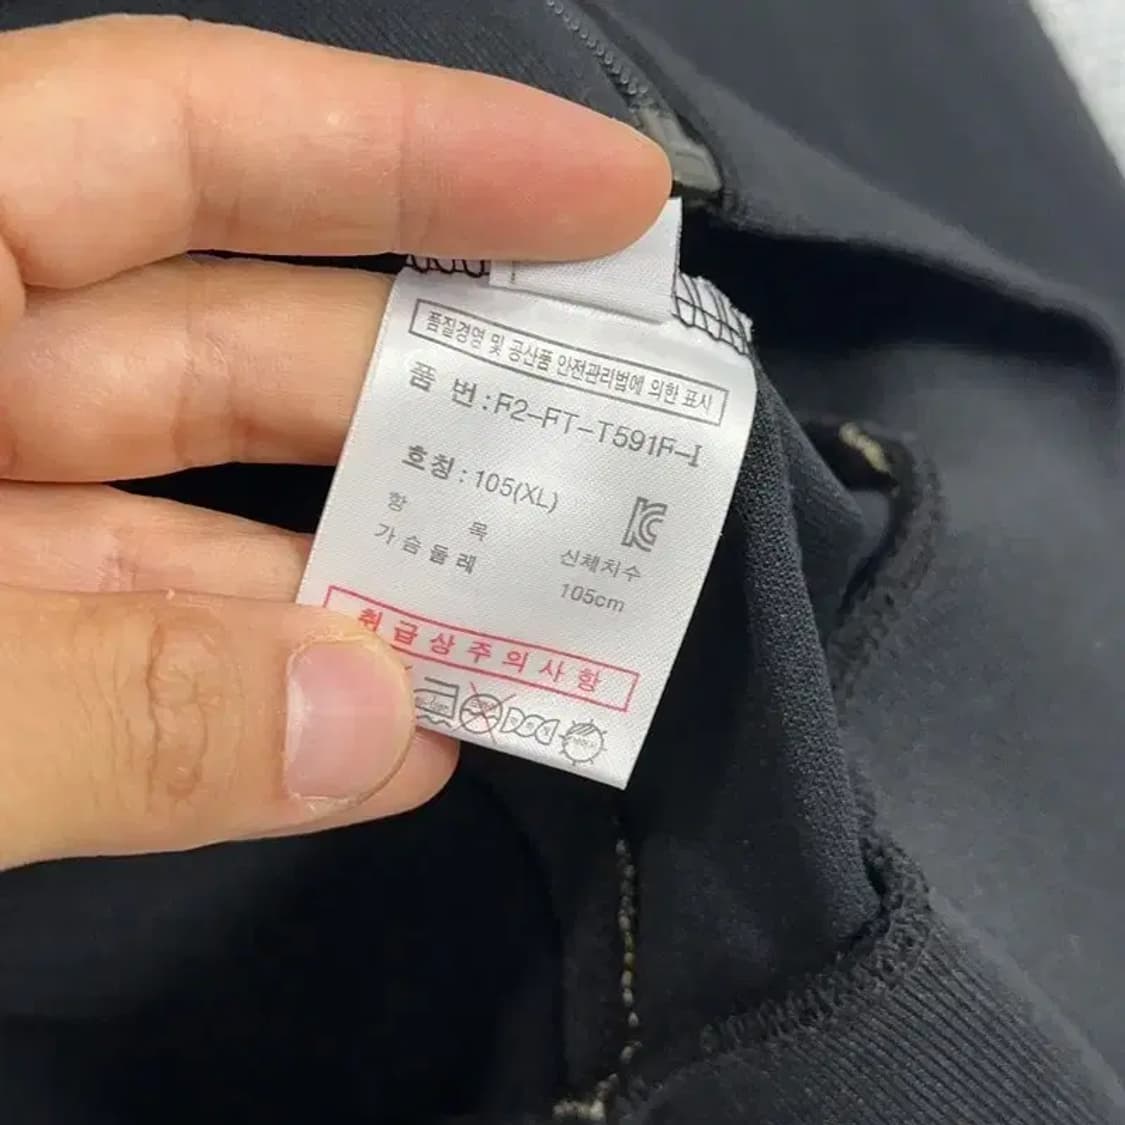 품질경영 및 공산품 안전관리법에 의한 표시
품 번 : F2-FT-T591F-I
호칭 : 105(XL)
항 목 신체치수
가슴둘레 105cm
취급상주의사항